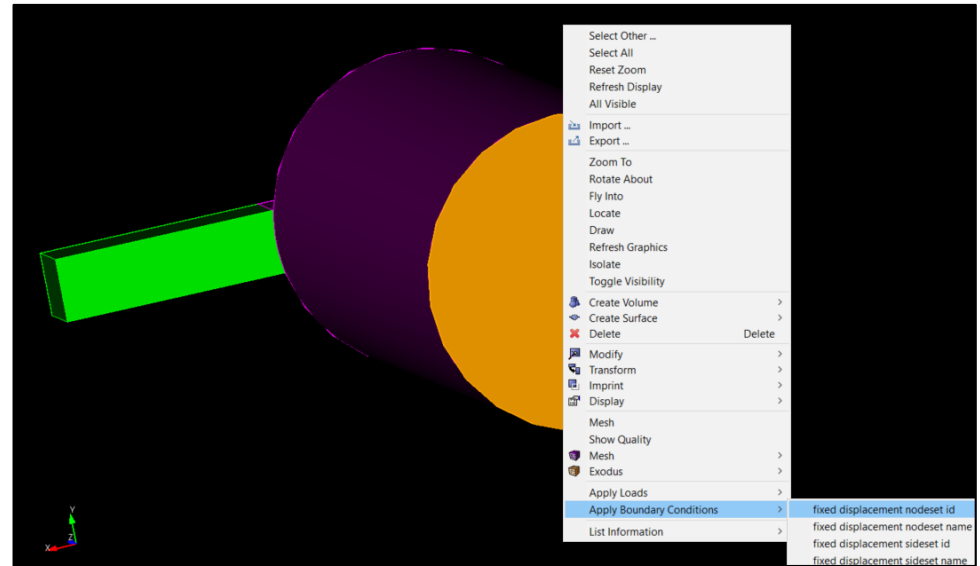 Select Other ...
Select All
Reset Zoom
Refresh Display
All Visible
Import ...
Export ...
Zoom To
Rotate About
Fly Into
Locate
Draw
Refresh Graphics
Isolate
Toggle Visibility
Create Volume
Create Surface
Delete Delete
Modify
Transform
Imprint
Display
Mesh
Show Quality
Mesh
Exodus
Apply Loads
Apply Boundary Conditions
fixed displacement nodeset id
fixed displacement nodeset name
List Information
fixed displacement sideset id
fixed displacement sideset name
Y
Z
X